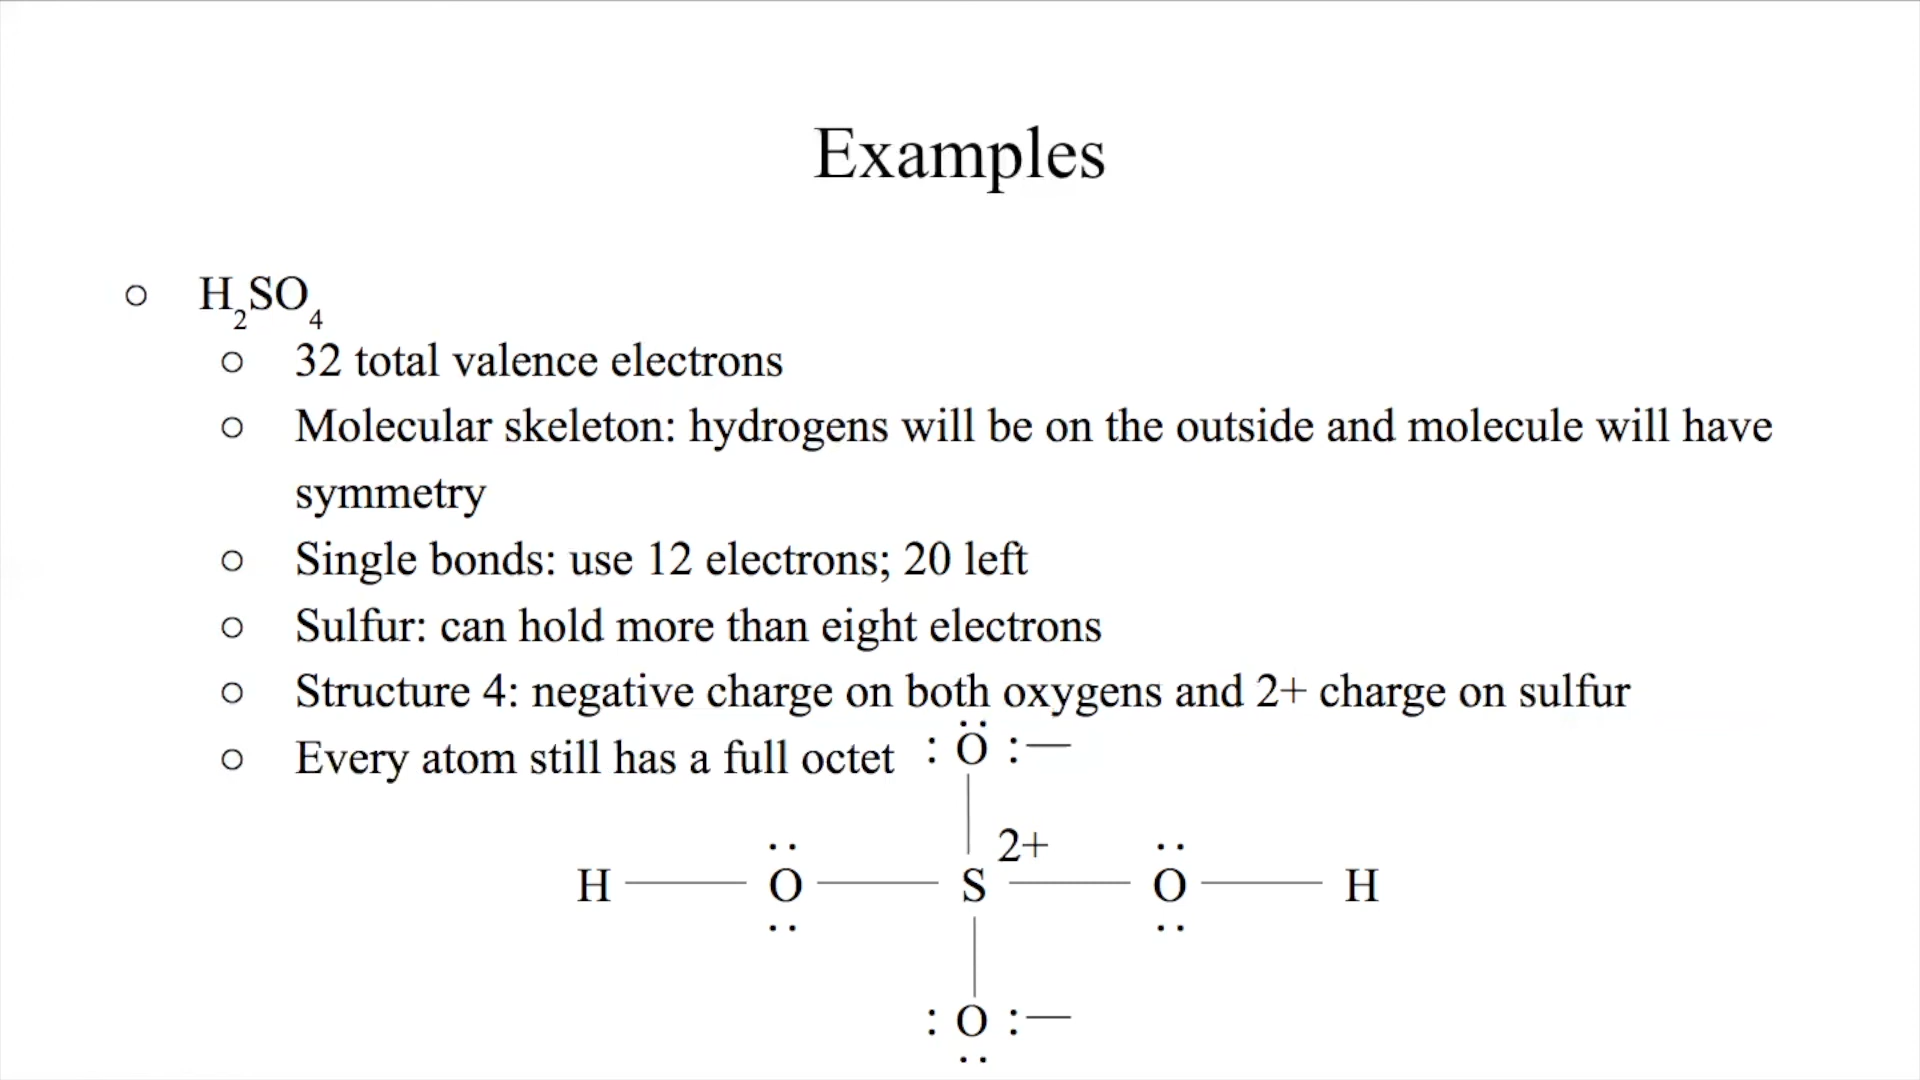 Examples
○ H₂SO₄
○ 32 total valence electrons
○ Molecular skeleton: hydrogens will be on the outside and molecule will have
symmetry
○ Single bonds: use 12 electrons; 20 left
○ Sulfur: can hold more than eight electrons
○ Structure 4: negative charge on both oxygens and 2+ charge on sulfur
○ Every atom still has a full octet
: O : —
2+
H — O — S — O — H
: O : —